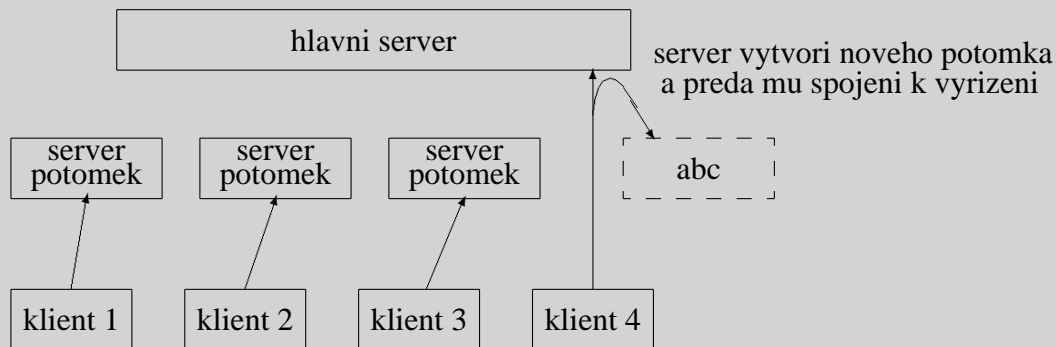 hlavni server
server vytvori noveho potomka
a preda mu spojeni k vyrizeni
server
potomek
server
potomek
server
potomek
abc
klient 1
klient 2
klient 3
klient 4